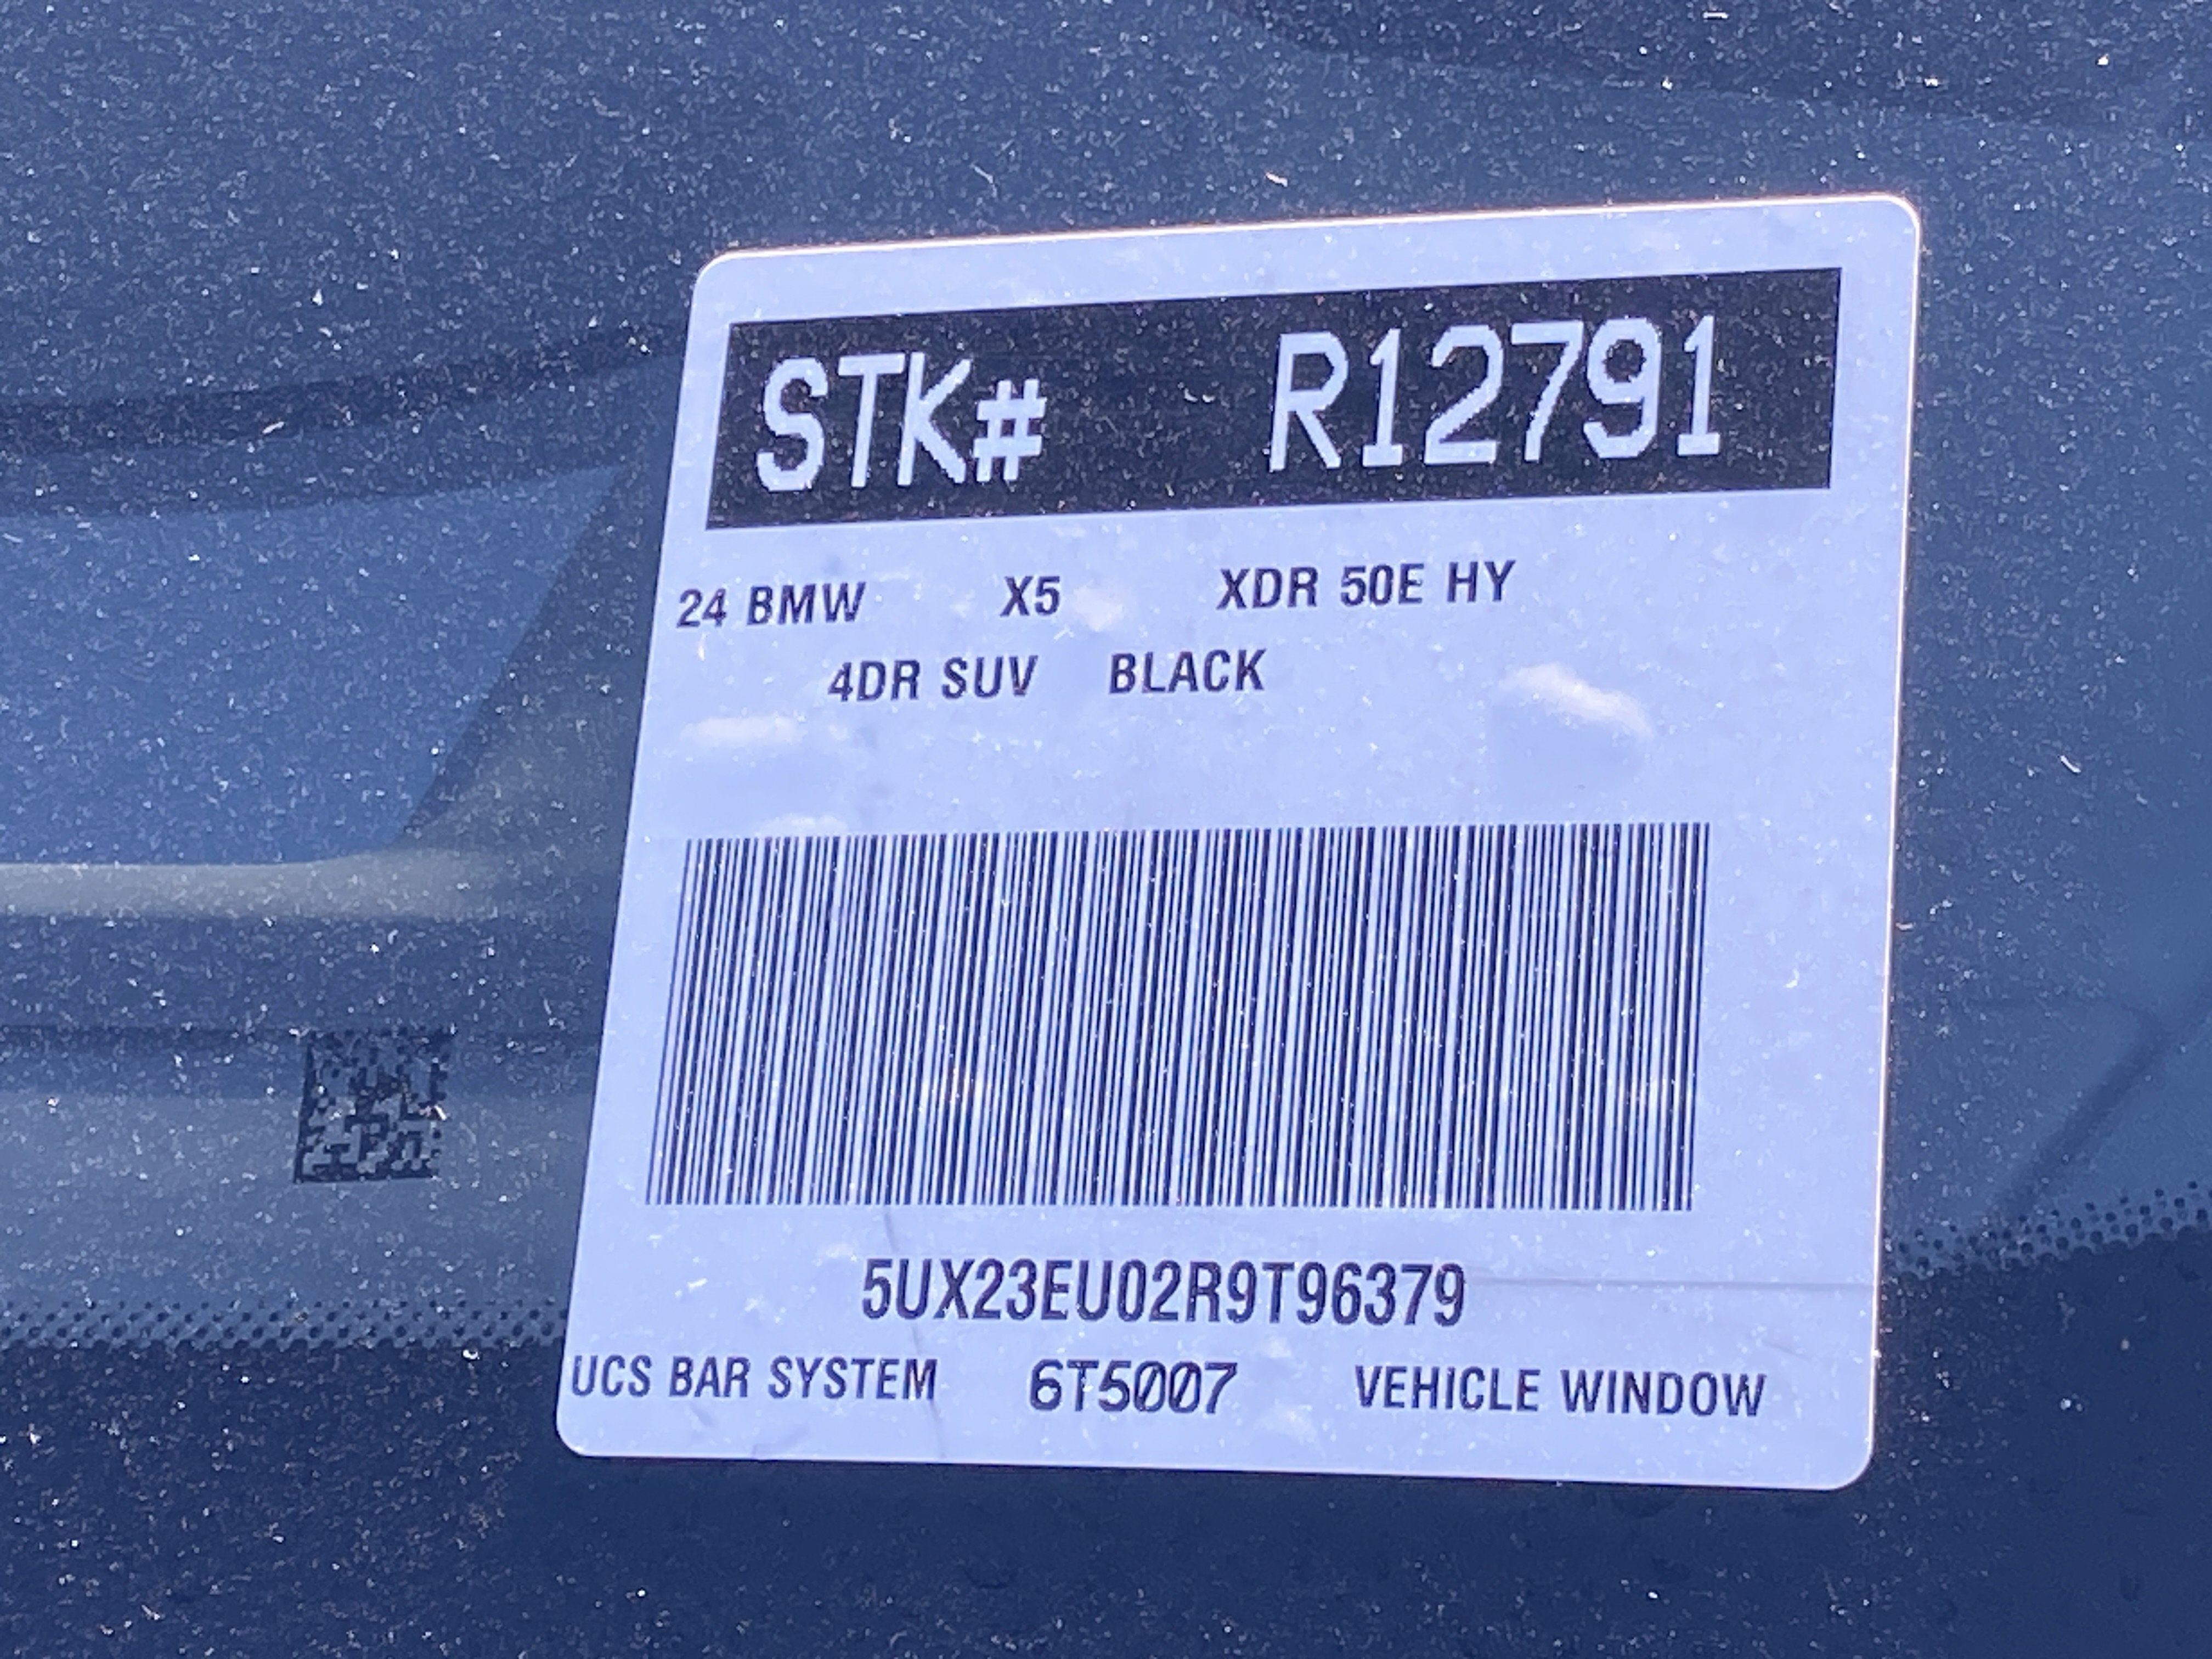 STK# R12791
24 BMW X5 XDR 50E HY
4DR SUV BLACK
5UX23EU02R9T96379
UCS BAR SYSTEM 6T5007 VEHICLE WINDOW